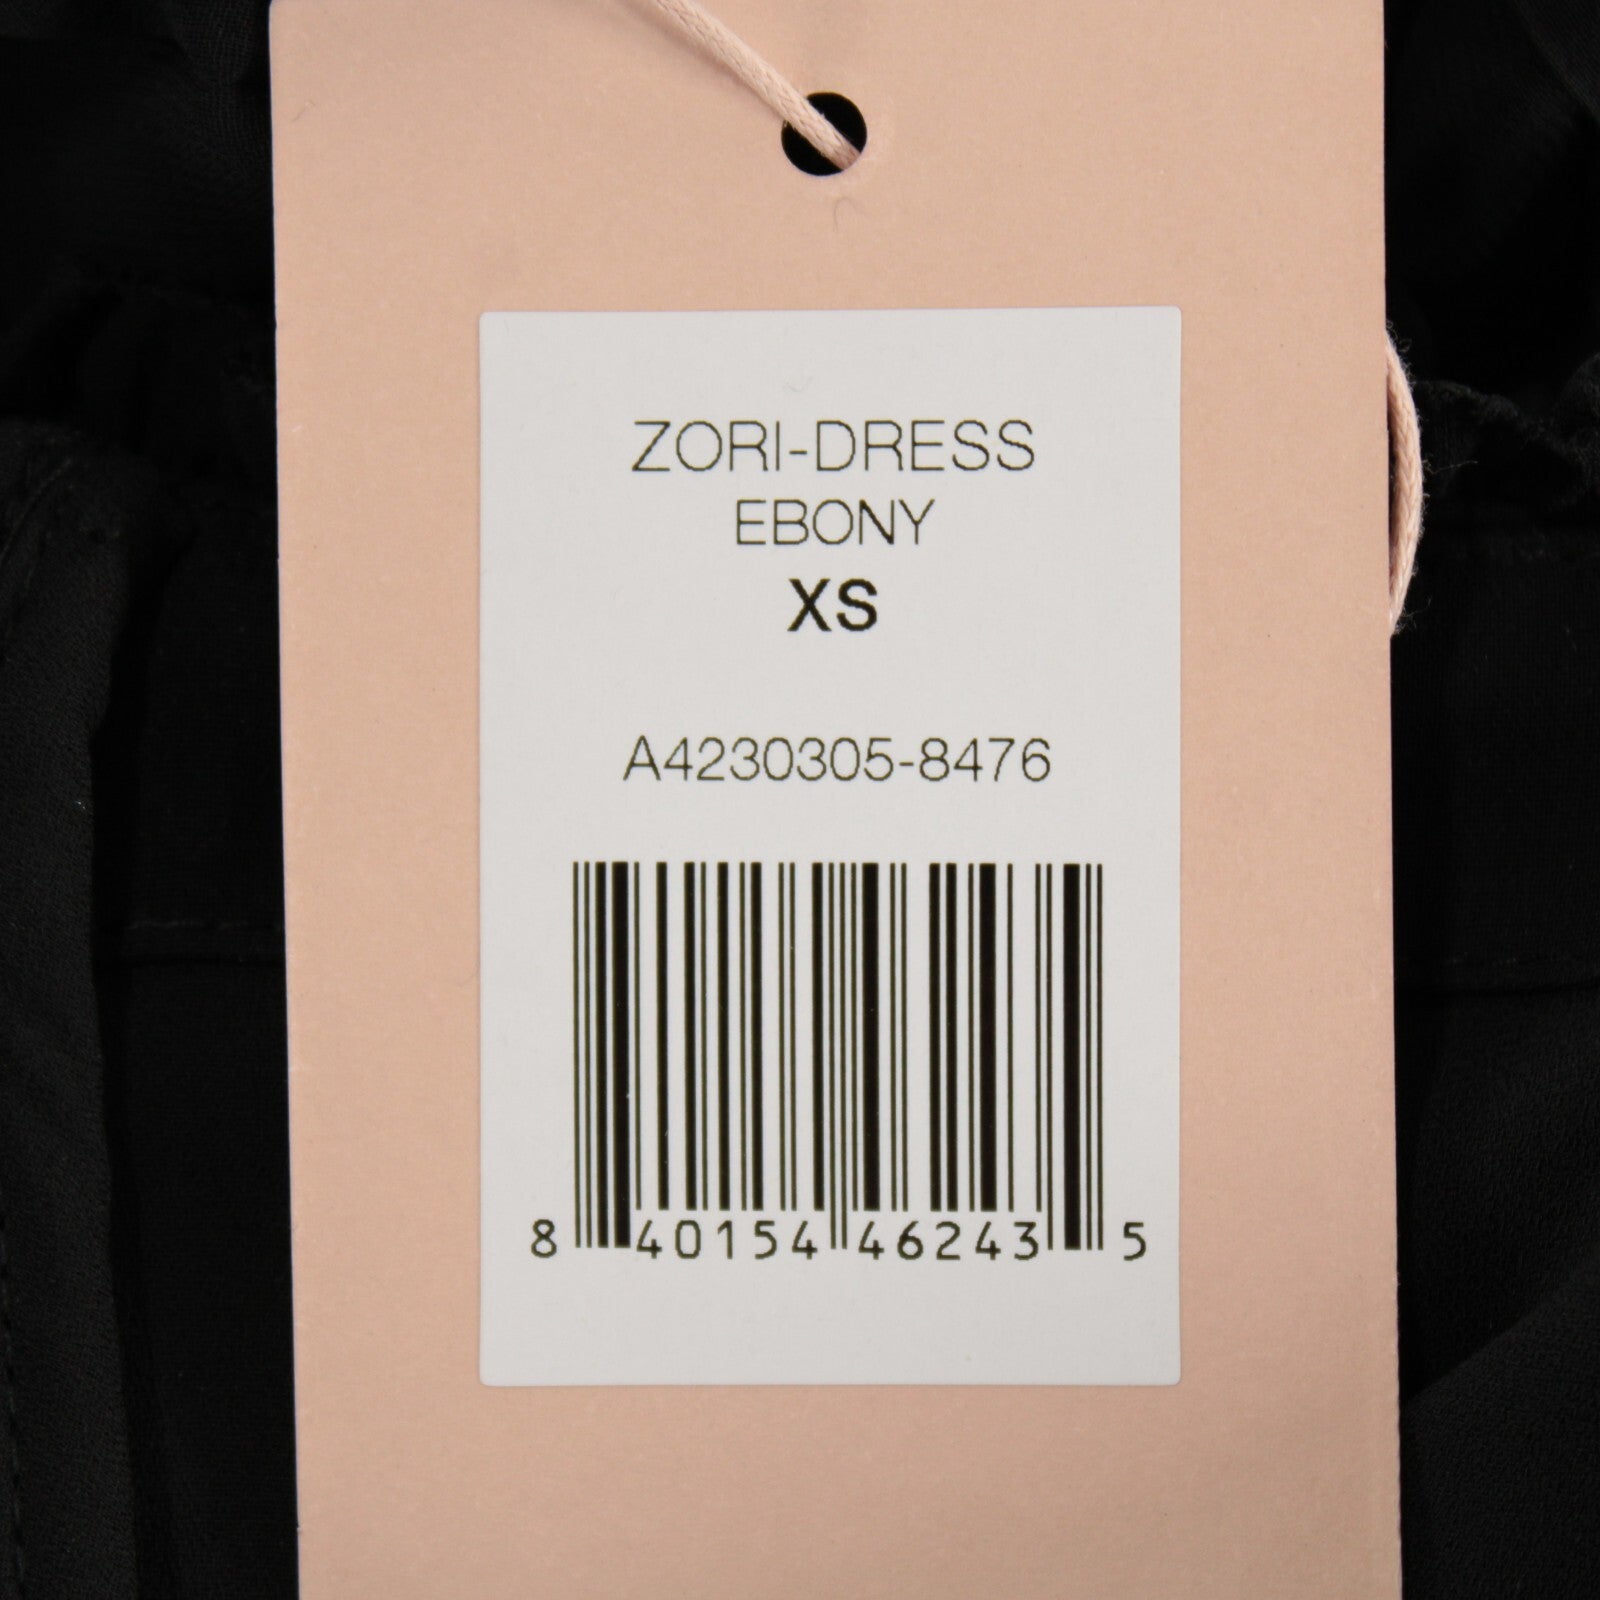 ZORI-DRESS
EBONY
XS
A4230305-8476
8 40154 46243 5